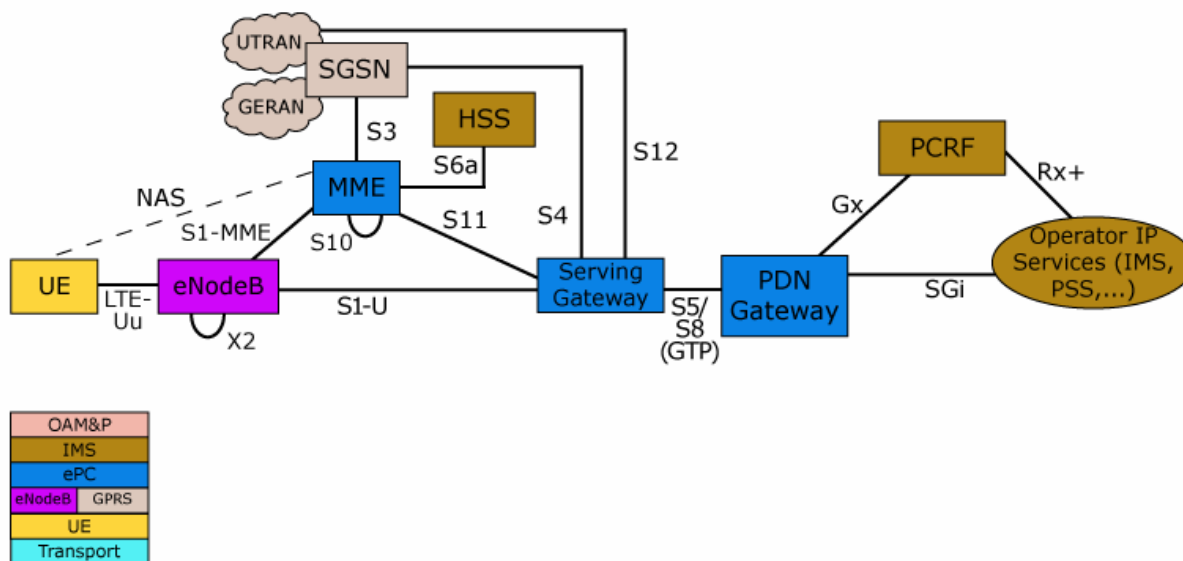 UTRAN
SGSN
GERAN
HSS
S3
S6a
S12
PCRF
Rx+
NAS
MME
Gx
S1-MME
S10
S11
S4
Operator IP
Services (IMS,
PSS,...)
UE
eNodeB
Serving
Gateway
PDN
Gateway
SGi
LTE-
Uu
X2
S1-U
S5/
S8
(GTP)
OAM&P
IMS
ePC
eNodeB GPRS
UE
Transport